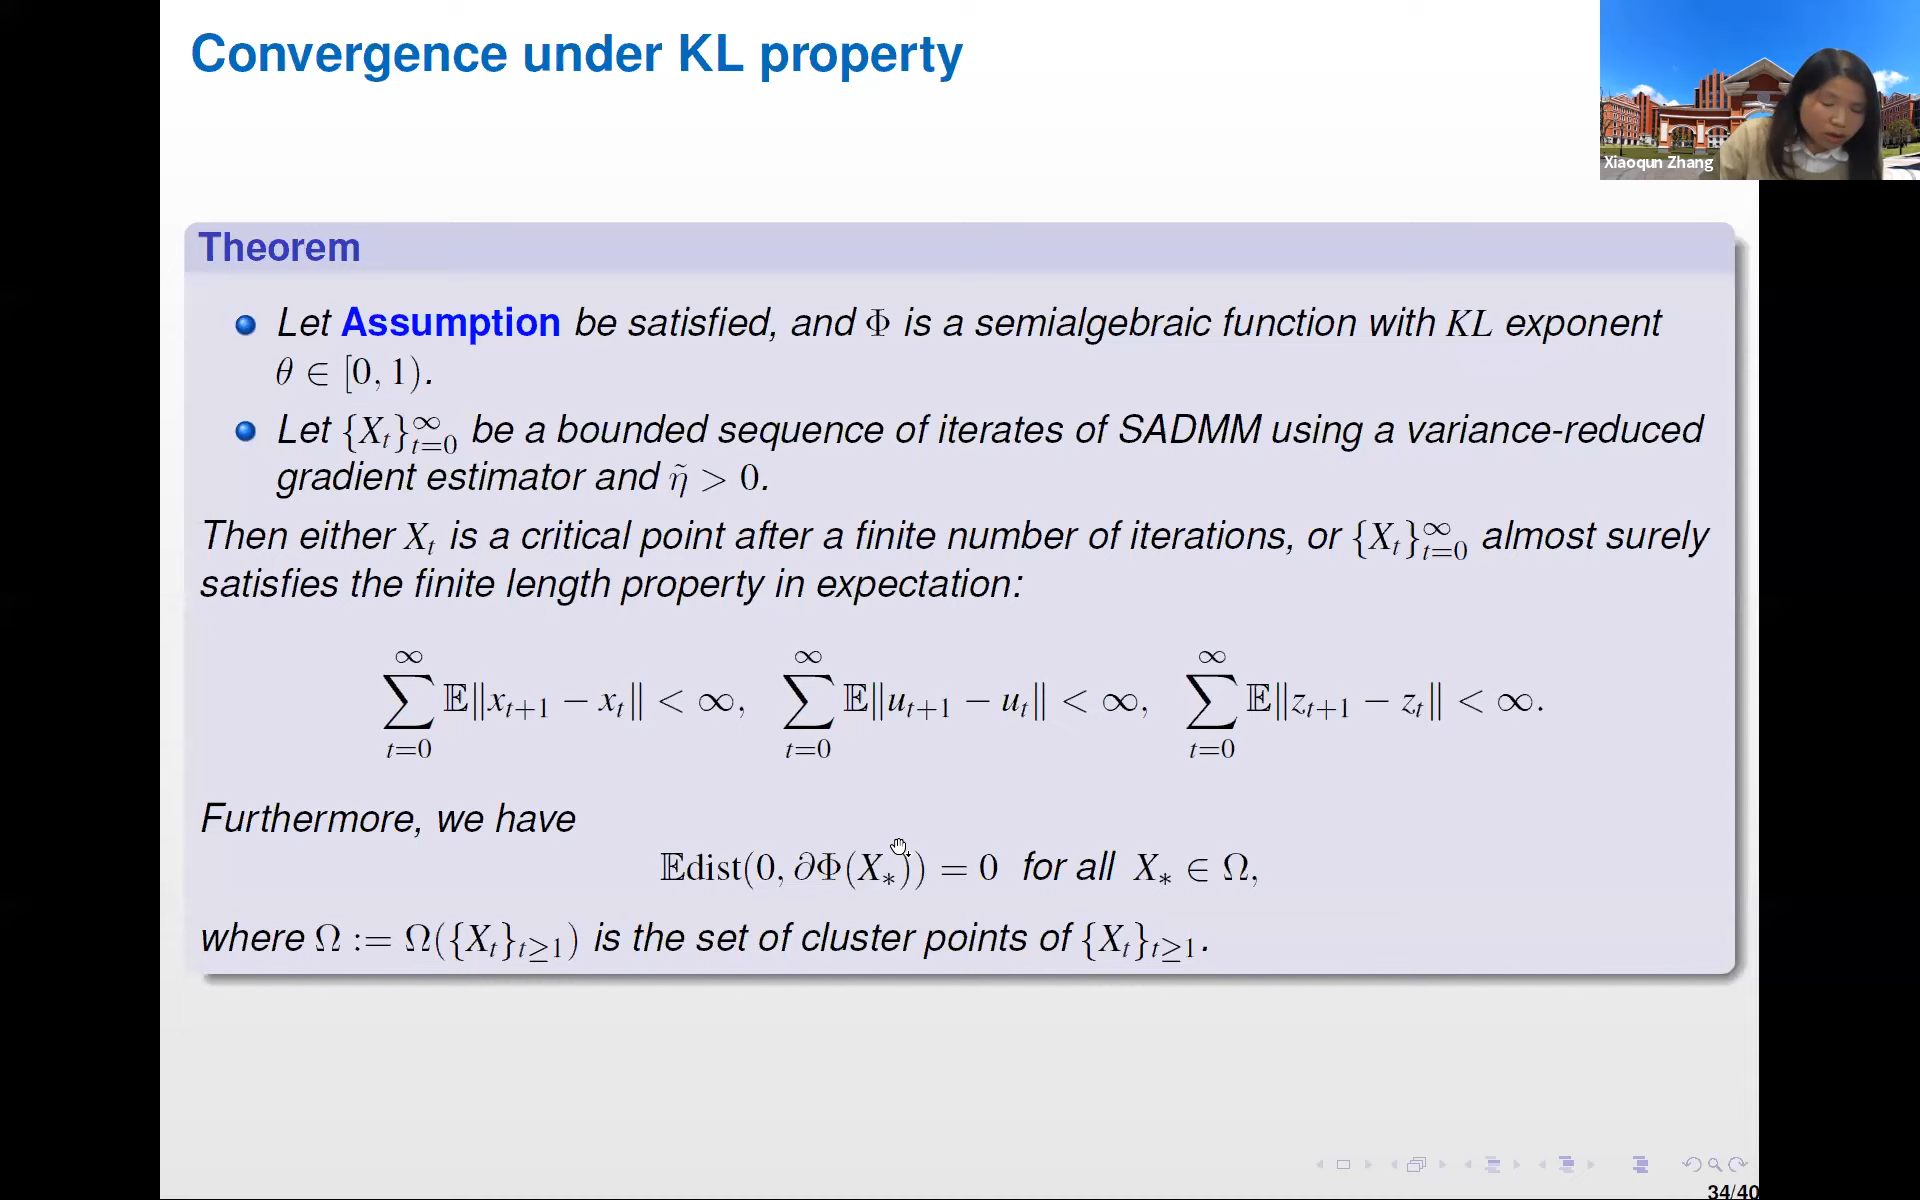 Convergence under KL property
Xiaoqun Zhang
Theorem
Let Assumption be satisfied, and Φ is a semialgebraic function with KL exponent
θ ∈ [0, 1).
Let {X_t}_{t=0}^∞ be a bounded sequence of iterates of SADMM using a variance-reduced
gradient estimator and η̃ > 0.
Then either X_t is a critical point after a finite number of iterations, or {X_t}_{t=0}^∞ almost surely
satisfies the finite length property in expectation:
∑_{t=0}^∞ 𝔼‖x_{t+1} − x_t‖ < ∞, ∑_{t=0}^∞ 𝔼‖u_{t+1} − u_t‖ < ∞, ∑_{t=0}^∞ 𝔼‖z_{t+1} − z_t‖ < ∞.
Furthermore, we have
𝔼dist(0, ∂Φ(X_*)) = 0 for all X_* ∈ Ω,
where Ω := Ω({X_t}_{t≥1}) is the set of cluster points of {X_t}_{t≥1}.
34/40